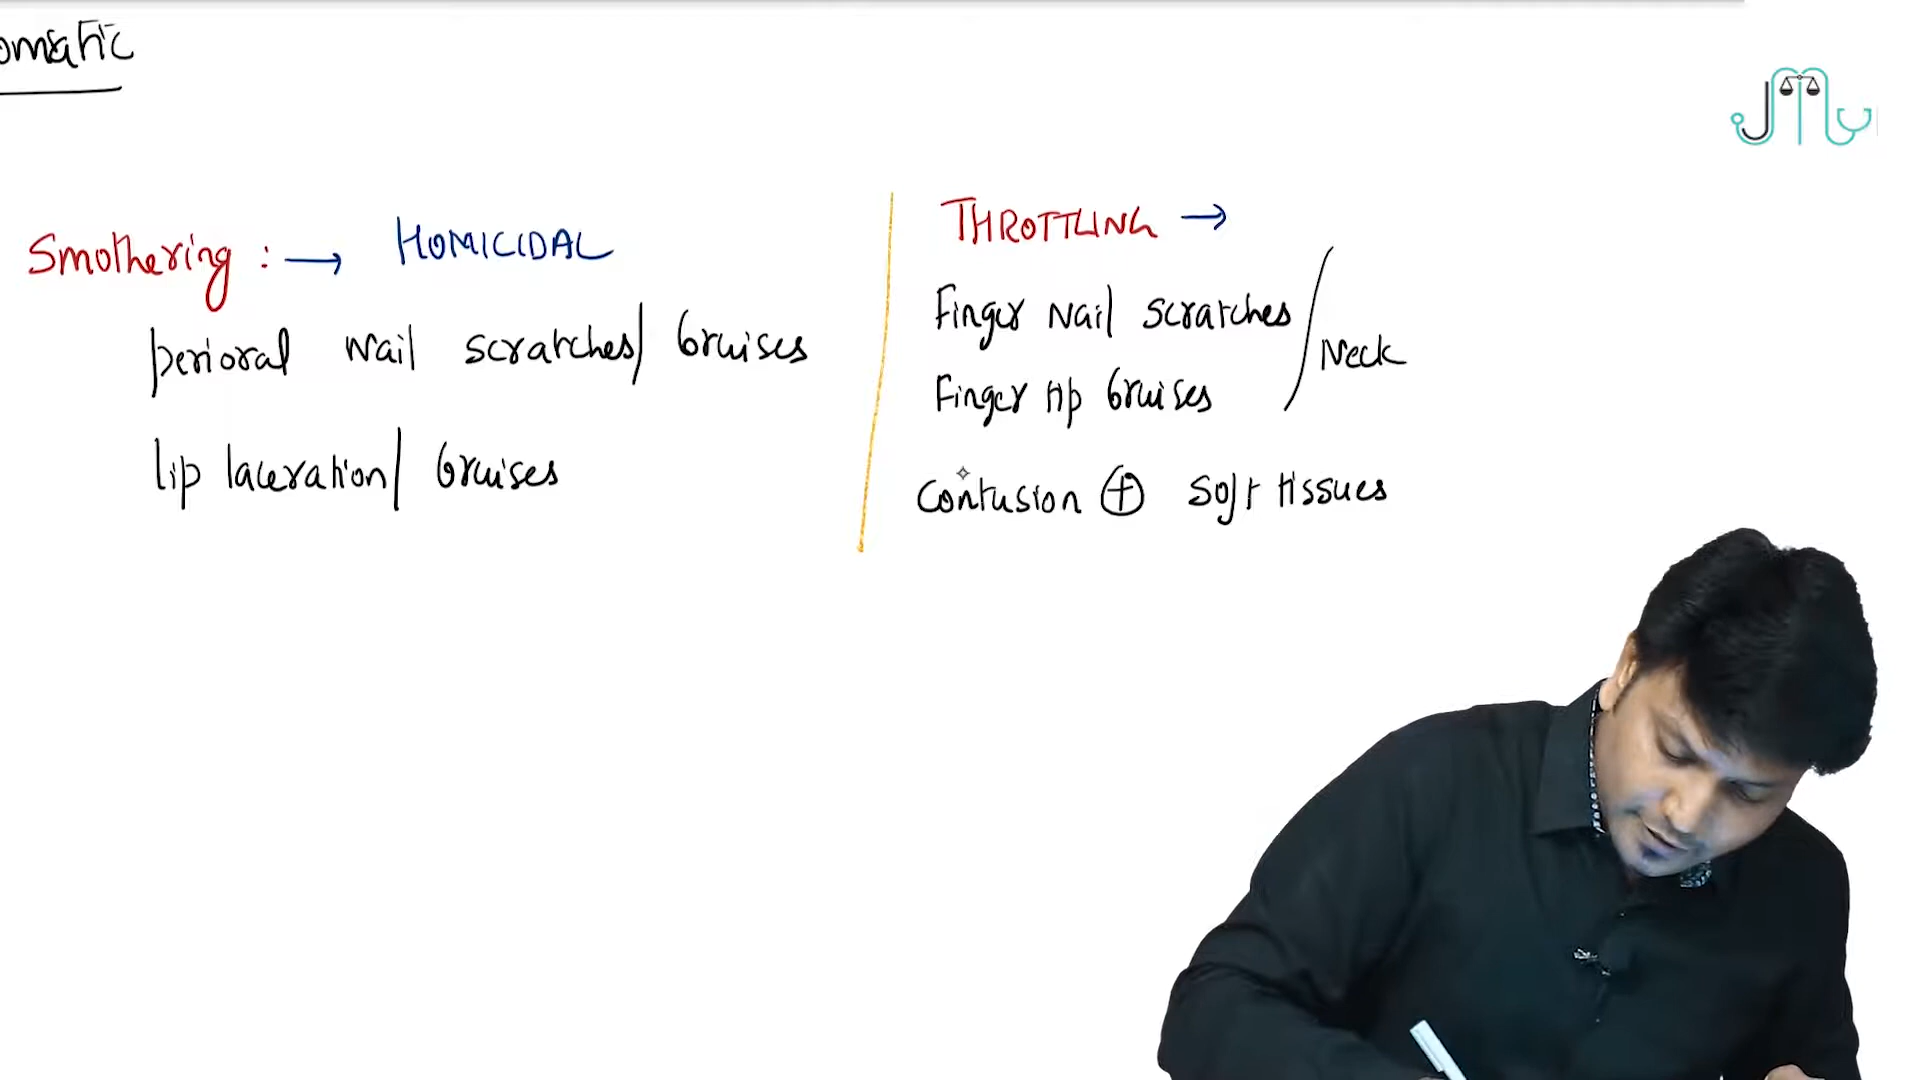 omatic
Smothering : → HOMICIDAL
perioral nail scratches/ bruises
lip laceration/ bruises
THROTTLING →
Finger nail scratches
Finger tip bruises
/ Neck
contusion ⊕ soft tissues